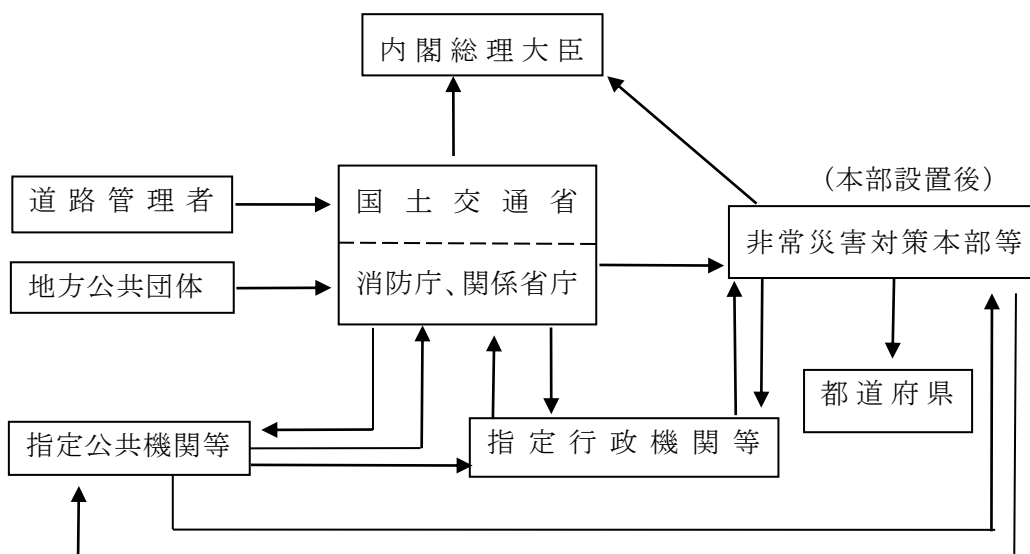 内閣総理大臣
(本部設置後)
道路管理者
国土交通省
非常災害対策本部等
地方公共団体
消防庁、関係省庁
都道府県
指定公共機関等
指定行政機関等